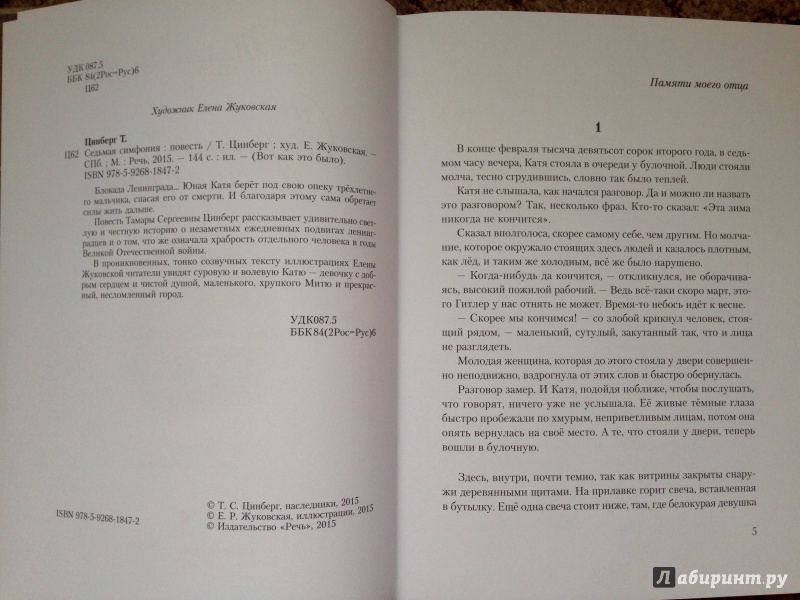 УДК 087.5
ББК 84(2Рос=Рус)6
Ц62
Художник Елена Жуковская
Цинберг Т.
Ц62 Седьмая симфония : повесть / Т. Цинберг ; худ. Е. Жуковская. –
СПб. : М. : Речь, 2015. — 144 с. : ил. — (Вот как это было).
ISBN 978-5-9268-1847-2
Блокада Ленинграда... Юная Катя берёт под свою опеку трёхлетне-
го мальчика, спасая его от смерти. И благодаря этому сама обретает
силы жить дальше.
Повесть Тамары Сергеевны Цинберг рассказывает удивительно свет-
лую и честную историю о незаметных ежедневных подвигах ленин-
градцев и о том, что же означала храбрость отдельного человека в годы
Великой Отечественной войны.
В проникновенных, тонко созвучных тексту иллюстрациях Елены
Жуковской читатели увидят суровую и волевую Катю – девочку с доб-
рым сердцем и чистой душой, маленького, хрупкого Митю и прекрас-
ный, несломленный город.
УДК087.5
ББК84(2Рос=Рус)6
ISBN 978-5-9268-1847-2
© Т. С. Цинберг, наследники, 2015
© Е. Р. Жуковская, иллюстрации, 2015
© Издательство «Речь», 2015
Памяти моего отца
1
В конце февраля тысяча девятьсот сорок второго года, в седь-
мом часу вечера, Катя стояла в очереди у булочной. Люди стояли
молча, тесно сгрудившись, словно так было теплей.
Катя не слышала, как начался разговор. Да и можно ли назвать
это разговором? Так, несколько фраз. Кто-то сказал: «Эта зима
никогда не кончится».
Сказал вполголоса, скорее самому себе, чем другим. Но молча-
ние, которое окружало стоящих здесь людей и казалось плотным,
как лёд, и таким же холодным, всё же было нарушено.
— Когда-нибудь да кончится, — откликнулся, не оборачива-
ясь, высокий пожилой рабочий. — Ведь всё-таки скоро март, это-
го Гитлер у нас отнять не может. Время-то небось идёт к весне.
— Скорее мы кончимся! — со злобой крикнул человек, сто-
ящий рядом, — маленький, сутулый, закутанный так, что и лица
не разглядеть.
Молодая женщина, которая до этого стояла у двери совершен-
но неподвижно, вздрогнула от этих слов и быстро обернулась.
Разговор замер. И Катя, подойдя поближе, чтобы послушать,
что говорят, ничего уже не услышала. Её живые тёмные глаза
быстро пробежали по хмурым, неприветливым лицам, потом она
опять вернулась на своё место. А те, что стояли у двери, теперь
вошли в булочную.
Здесь, внутри, почти темно, так как витрины закрыты снару-
жи деревянными щитами. На прилавке горит свеча, вставленная
в бутылку. Ещё одна свеча стоит ниже, там, где белокурая девушка
5
Лабиринт.ру